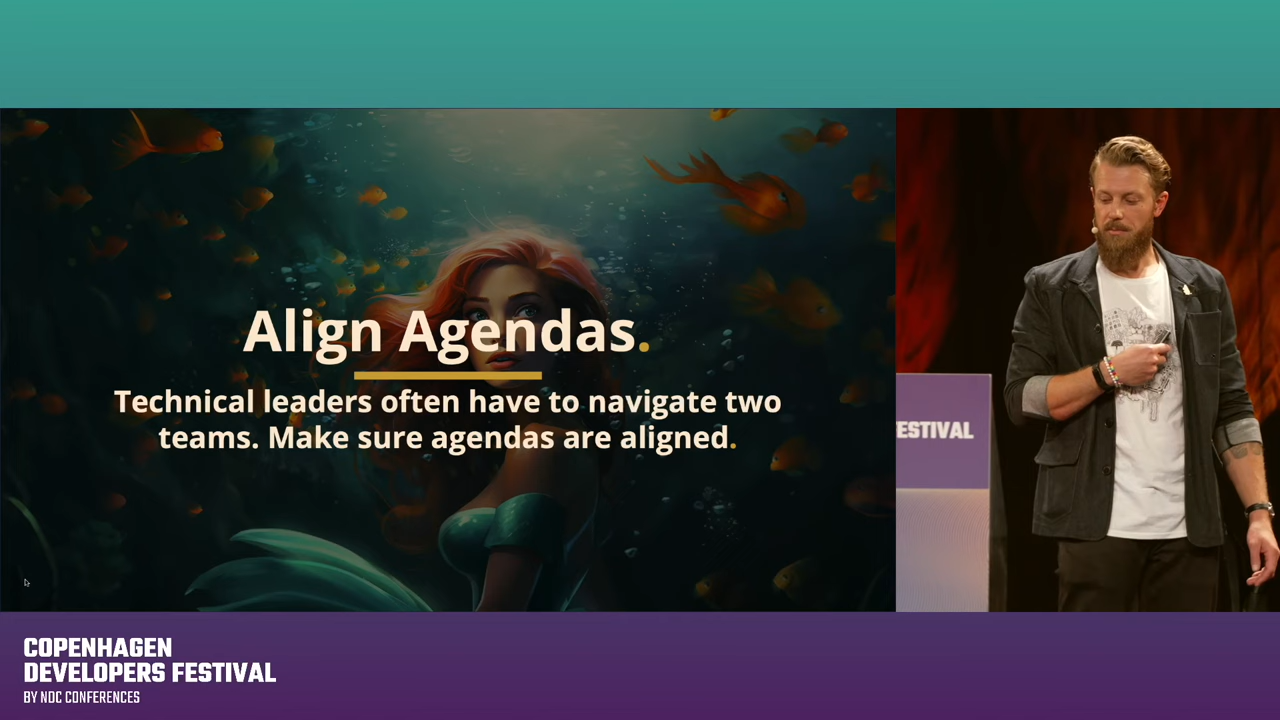 Align Agendas.
Technical leaders often have to navigate two
teams. Make sure agendas are aligned.
ESTIVAL
COPENHAGEN
DEVELOPERS FESTIVAL
BY NDC CONFERENCES